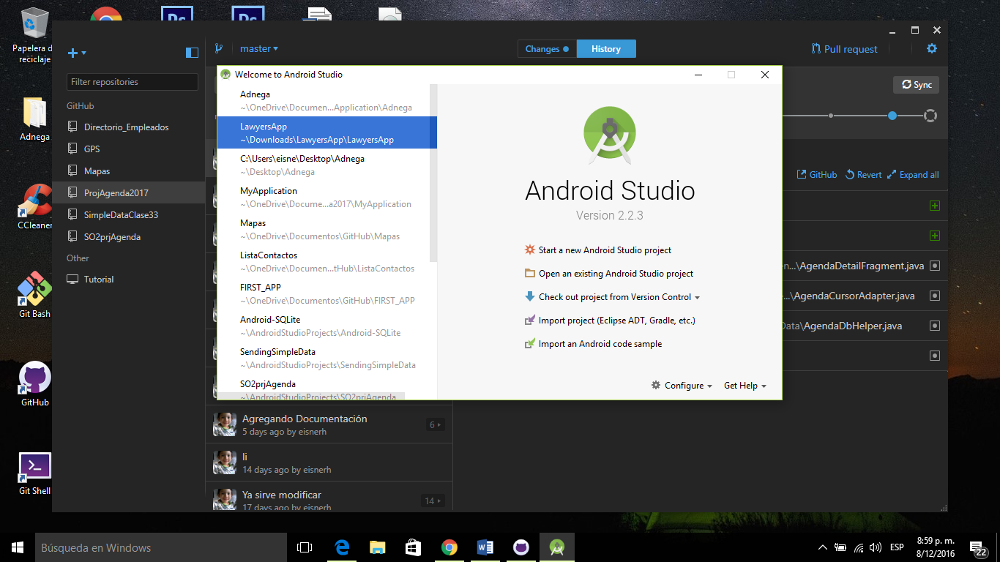 Papelera d
reciclaje
Adnega
CCleaner
Git Bash
GitHub
Git Shell
master
Changes
History
Pull request
Filter repositories
GitHub
Directorio_Empleados
GPS
Mapas
ProjAgenda2017
SimpleDataClase33
SO2prjAgenda
Other
Tutorial
Sync
GitHub
Revert
Expand all
en...\AgendaDetailFragment.java
...\AgendaCursorAdapter.java
Data\AgendaDbHelper.java
Welcome to Android Studio
Adnega
~\OneDrive\Documen...Application\Adnega
LawyersApp
~\Downloads\LawyersApp\LawyersApp
C:\Users\eisne\Desktop\Adnega
~\Desktop\Adnega
MyApplication
~\OneDrive\Docume...a2017\MyApplication
Mapas
~\OneDrive\Documentos\GitHub\Mapas
ListaContactos
~\OneDrive\Documen...tHub\ListaContactos
FIRST_APP
~\OneDrive\Documentos\GitHub\FIRST_APP
Android-SQLite
~\AndroidStudioProjects\Android-SQLite
SendingSimpleData
~\AndroidStudioProjects\SendingSimpleData
SO2prjAgenda
~\AndroidStudioProjects\SO2prjAgenda
Android Studio
Version 2.2.3
Start a new Android Studio project
Open an existing Android Studio project
Check out project from Version Control
Import project (Eclipse ADT, Gradle, etc.)
Import an Android code sample
Configure
Get Help
Agregando Documentación
5 days ago by eisnerh
6
li
14 days ago by eisnerh
Ya sirve modificar
17 days ago by eisnerh
14
Búsqueda en Windows
ESP
8:59 p. m.
8/12/2016
22